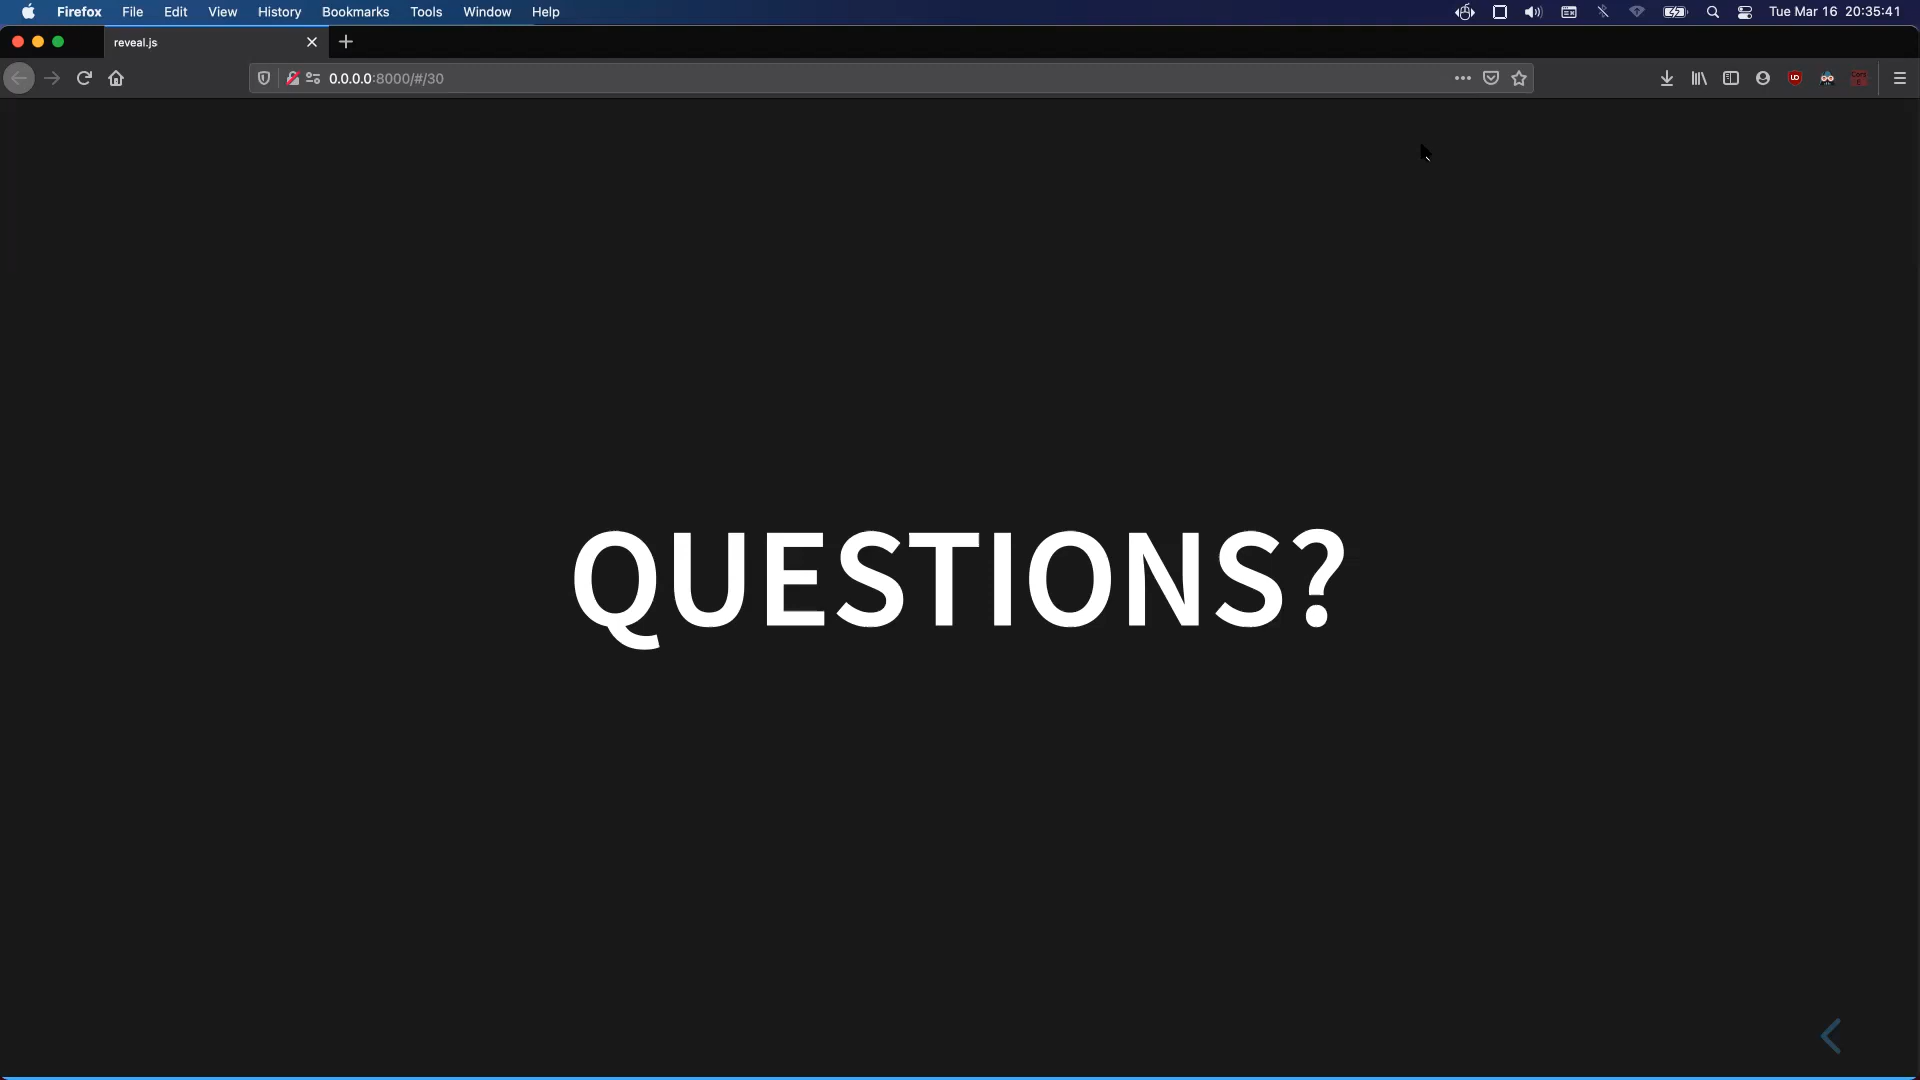 Firefox File Edit View History Bookmarks Tools Window Help Tue Mar 16 20:35:41
reveal.js
0.0.0.0:8000/#/30
QUESTIONS?